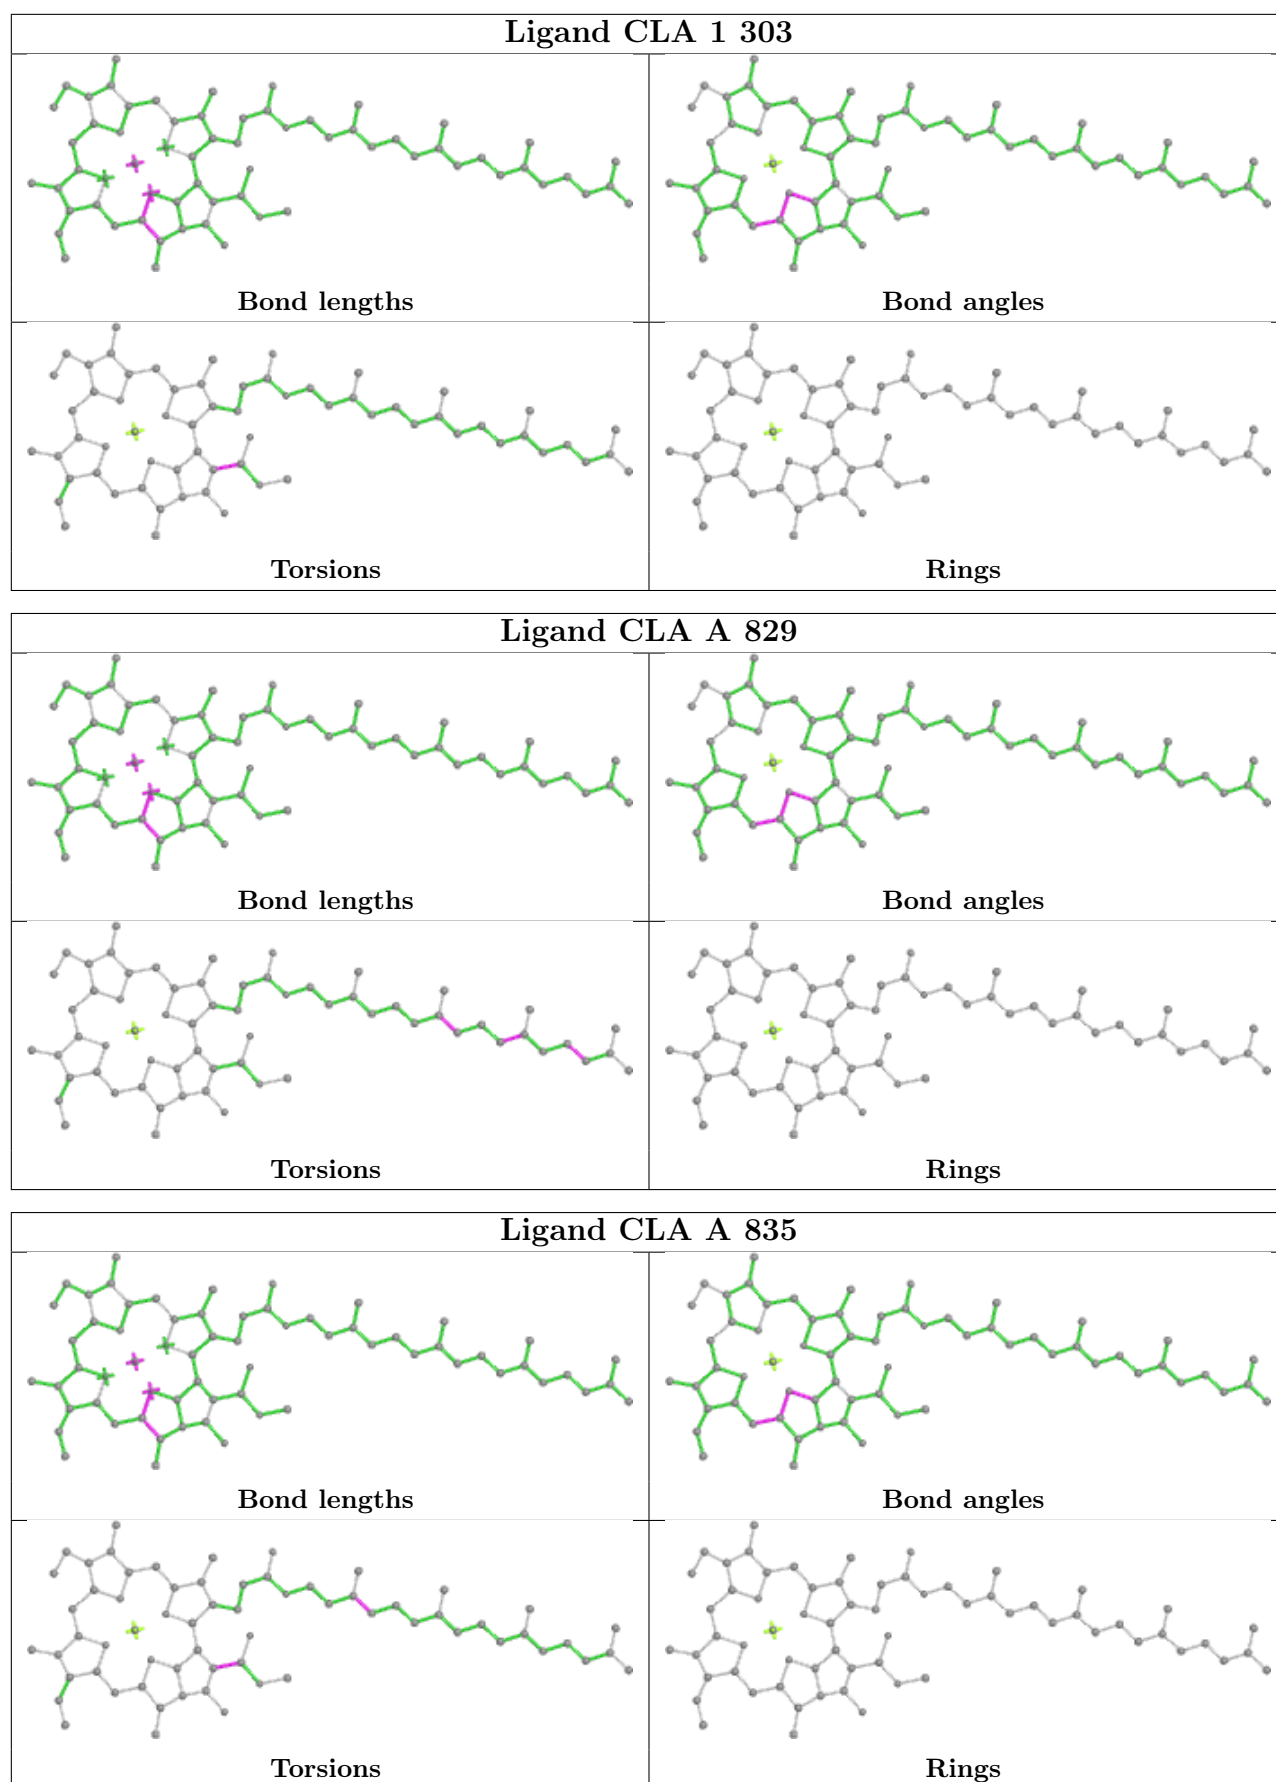 Ligand CLA 1 303
Bond lengths
Bond angles
Torsions
Rings
Ligand CLA A 829
Bond lengths
Bond angles
Torsions
Rings
Ligand CLA A 835
Bond lengths
Bond angles
Torsions
Rings